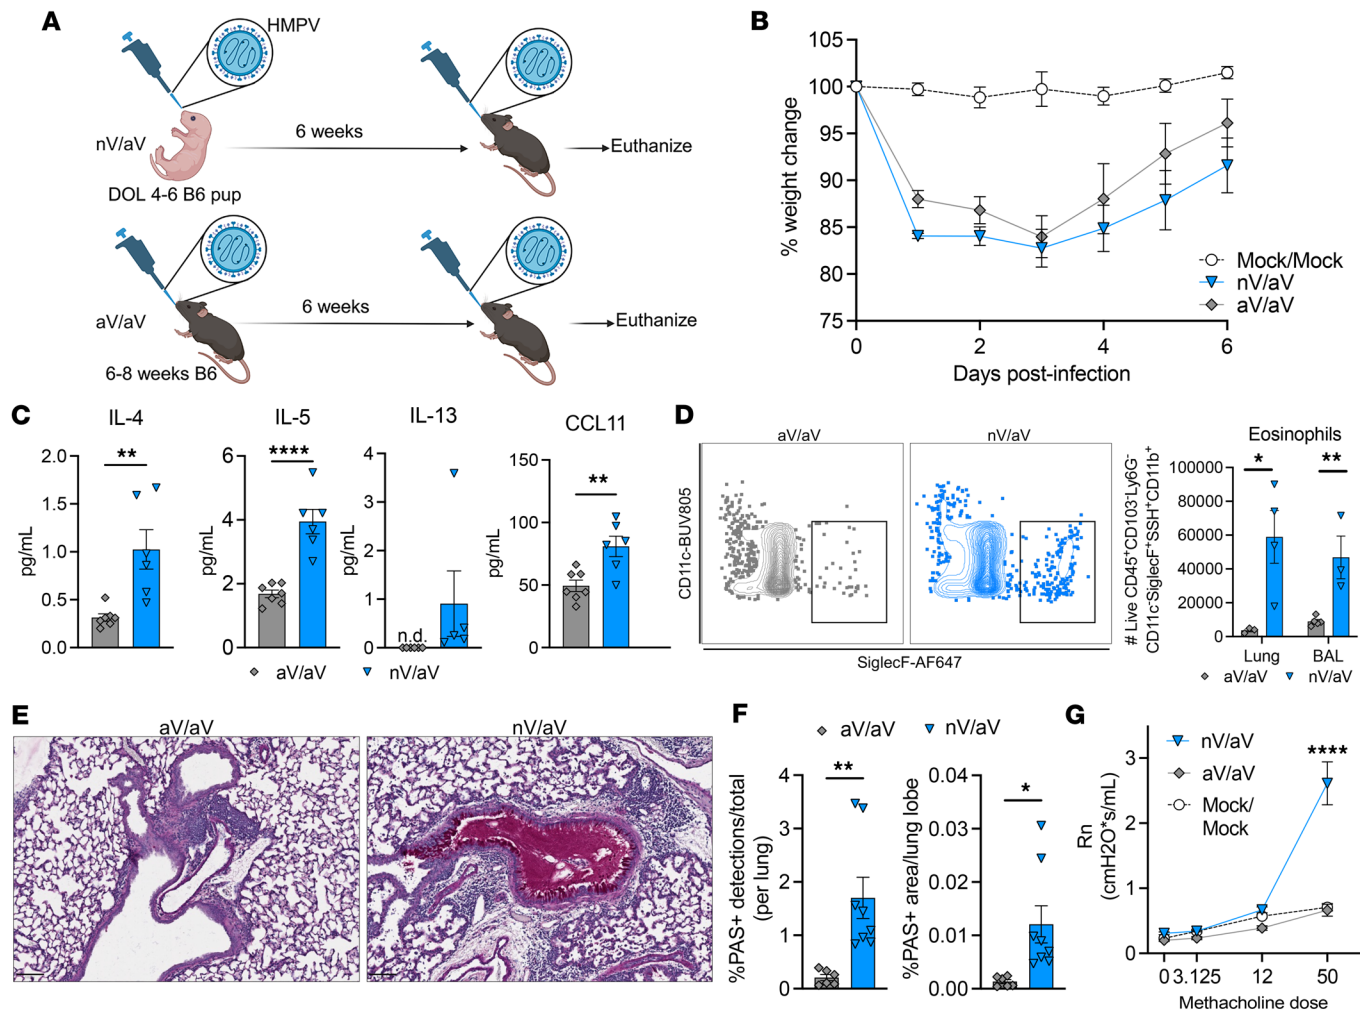 A
HMPV
nV/aV
6 weeks
Euthanize
DOL 4-6 B6 pup
aV/aV
6 weeks
Euthanize
6-8 weeks B6
B
105
100
95
90
85
80
75
% weight change
0 2 4 6
Days post-infection
Mock/Mock
nV/aV
aV/aV
C
IL-4
**
2.0
1.5
1.0
0.5
0.0
pg/mL
IL-5
****
6
4
2
0
pg/mL
IL-13
4
3
2
1
0
pg/mL
n.d.
CCL11
**
150
100
50
0
pg/mL
aV/aV nV/aV
D
aV/aV nV/aV
CD11c-BUV805
SiglecF-AF647
Eosinophils
# Live CD45+CD103-Ly6G-
CD11c-SiglecF+SSH+CD11b+
* **
100000
80000
60000
40000
20000
0
Lung BAL
aV/aV nV/aV
E
aV/aV nV/aV
F
aV/aV nV/aV
**
4
3
2
1
0
%PAS+ detections/total
(per lung)
*
0.04
0.03
0.02
0.01
0.00
%PAS+ area/lung lobe
G
nV/aV
aV/aV
Mock/
Mock
****
3
2
1
0
Rn
(cmH2O*s/mL)
0 3.125 12 50
Methacholine dose